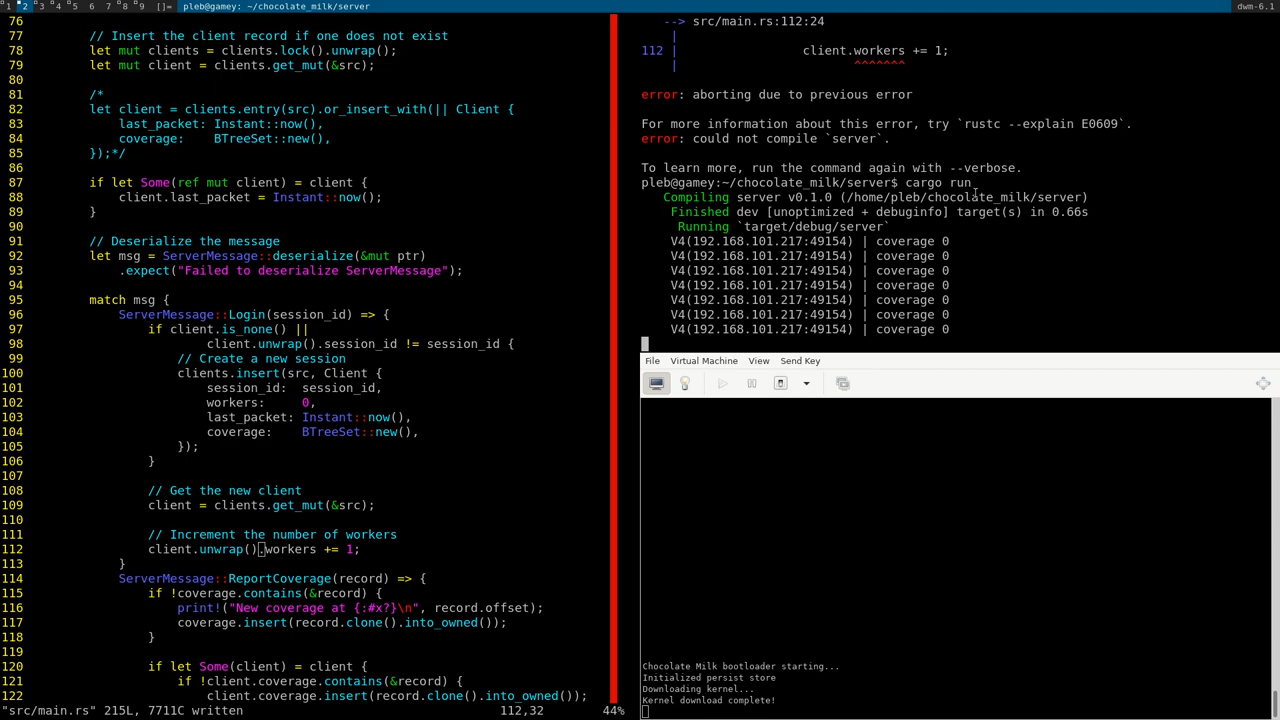 1 2 3 4 5 6 7 8 9 []= pleb@gamey: ~/chocolate_milk/server dwm-6.1
76
77 // Insert the client record if one does not exist
78 let mut clients = clients.lock().unwrap();
79 let mut client = clients.get_mut(&src);
80
81 /*
82 let client = clients.entry(src).or_insert_with(|| Client {
83 last_packet: Instant::now(),
84 coverage: BTreeSet::new(),
85 });*/
86
87 if let Some(ref mut client) = client {
88 client.last_packet = Instant::now();
89 }
90
91 // Deserialize the message
92 let msg = ServerMessage::deserialize(&mut ptr)
93 .expect("Failed to deserialize ServerMessage");
94
95 match msg {
96 ServerMessage::Login(session_id) => {
97 if client.is_none() ||
98 client.unwrap().session_id != session_id {
99 // Create a new session
100 clients.insert(src, Client {
101 session_id: session_id,
102 workers: 0,
103 last_packet: Instant::now(),
104 coverage: BTreeSet::new(),
105 });
106 }
107
108 // Get the new client
109 client = clients.get_mut(&src);
110
111 // Increment the number of workers
112 client.unwrap().workers += 1;
113 }
114 ServerMessage::ReportCoverage(record) => {
115 if !coverage.contains(&record) {
116 print!("New coverage at {:#x?}\n", record.offset);
117 coverage.insert(record.clone().into_owned());
118 }
119
120 if let Some(client) = client {
121 if !client.coverage.contains(&record) {
122 client.coverage.insert(record.clone().into_owned());
"src/main.rs" 215L, 7711C written 112,32 44%
--> src/main.rs:112:24
|
112 | client.workers += 1;
| ^^^^^^^
error: aborting due to previous error
For more information about this error, try `rustc --explain E0609`.
error: could not compile `server`.
To learn more, run the command again with --verbose.
pleb@gamey:~/chocolate_milk/server$ cargo run
Compiling server v0.1.0 (/home/pleb/chocolate_milk/server)
Finished dev [unoptimized + debuginfo] target(s) in 0.66s
Running `target/debug/server`
V4(192.168.101.217:49154) | coverage 0
V4(192.168.101.217:49154) | coverage 0
V4(192.168.101.217:49154) | coverage 0
V4(192.168.101.217:49154) | coverage 0
V4(192.168.101.217:49154) | coverage 0
V4(192.168.101.217:49154) | coverage 0
V4(192.168.101.217:49154) | coverage 0
File Virtual Machine View Send Key
Chocolate Milk bootloader starting...
Initialized persist store
Downloading kernel...
Kernel download complete!